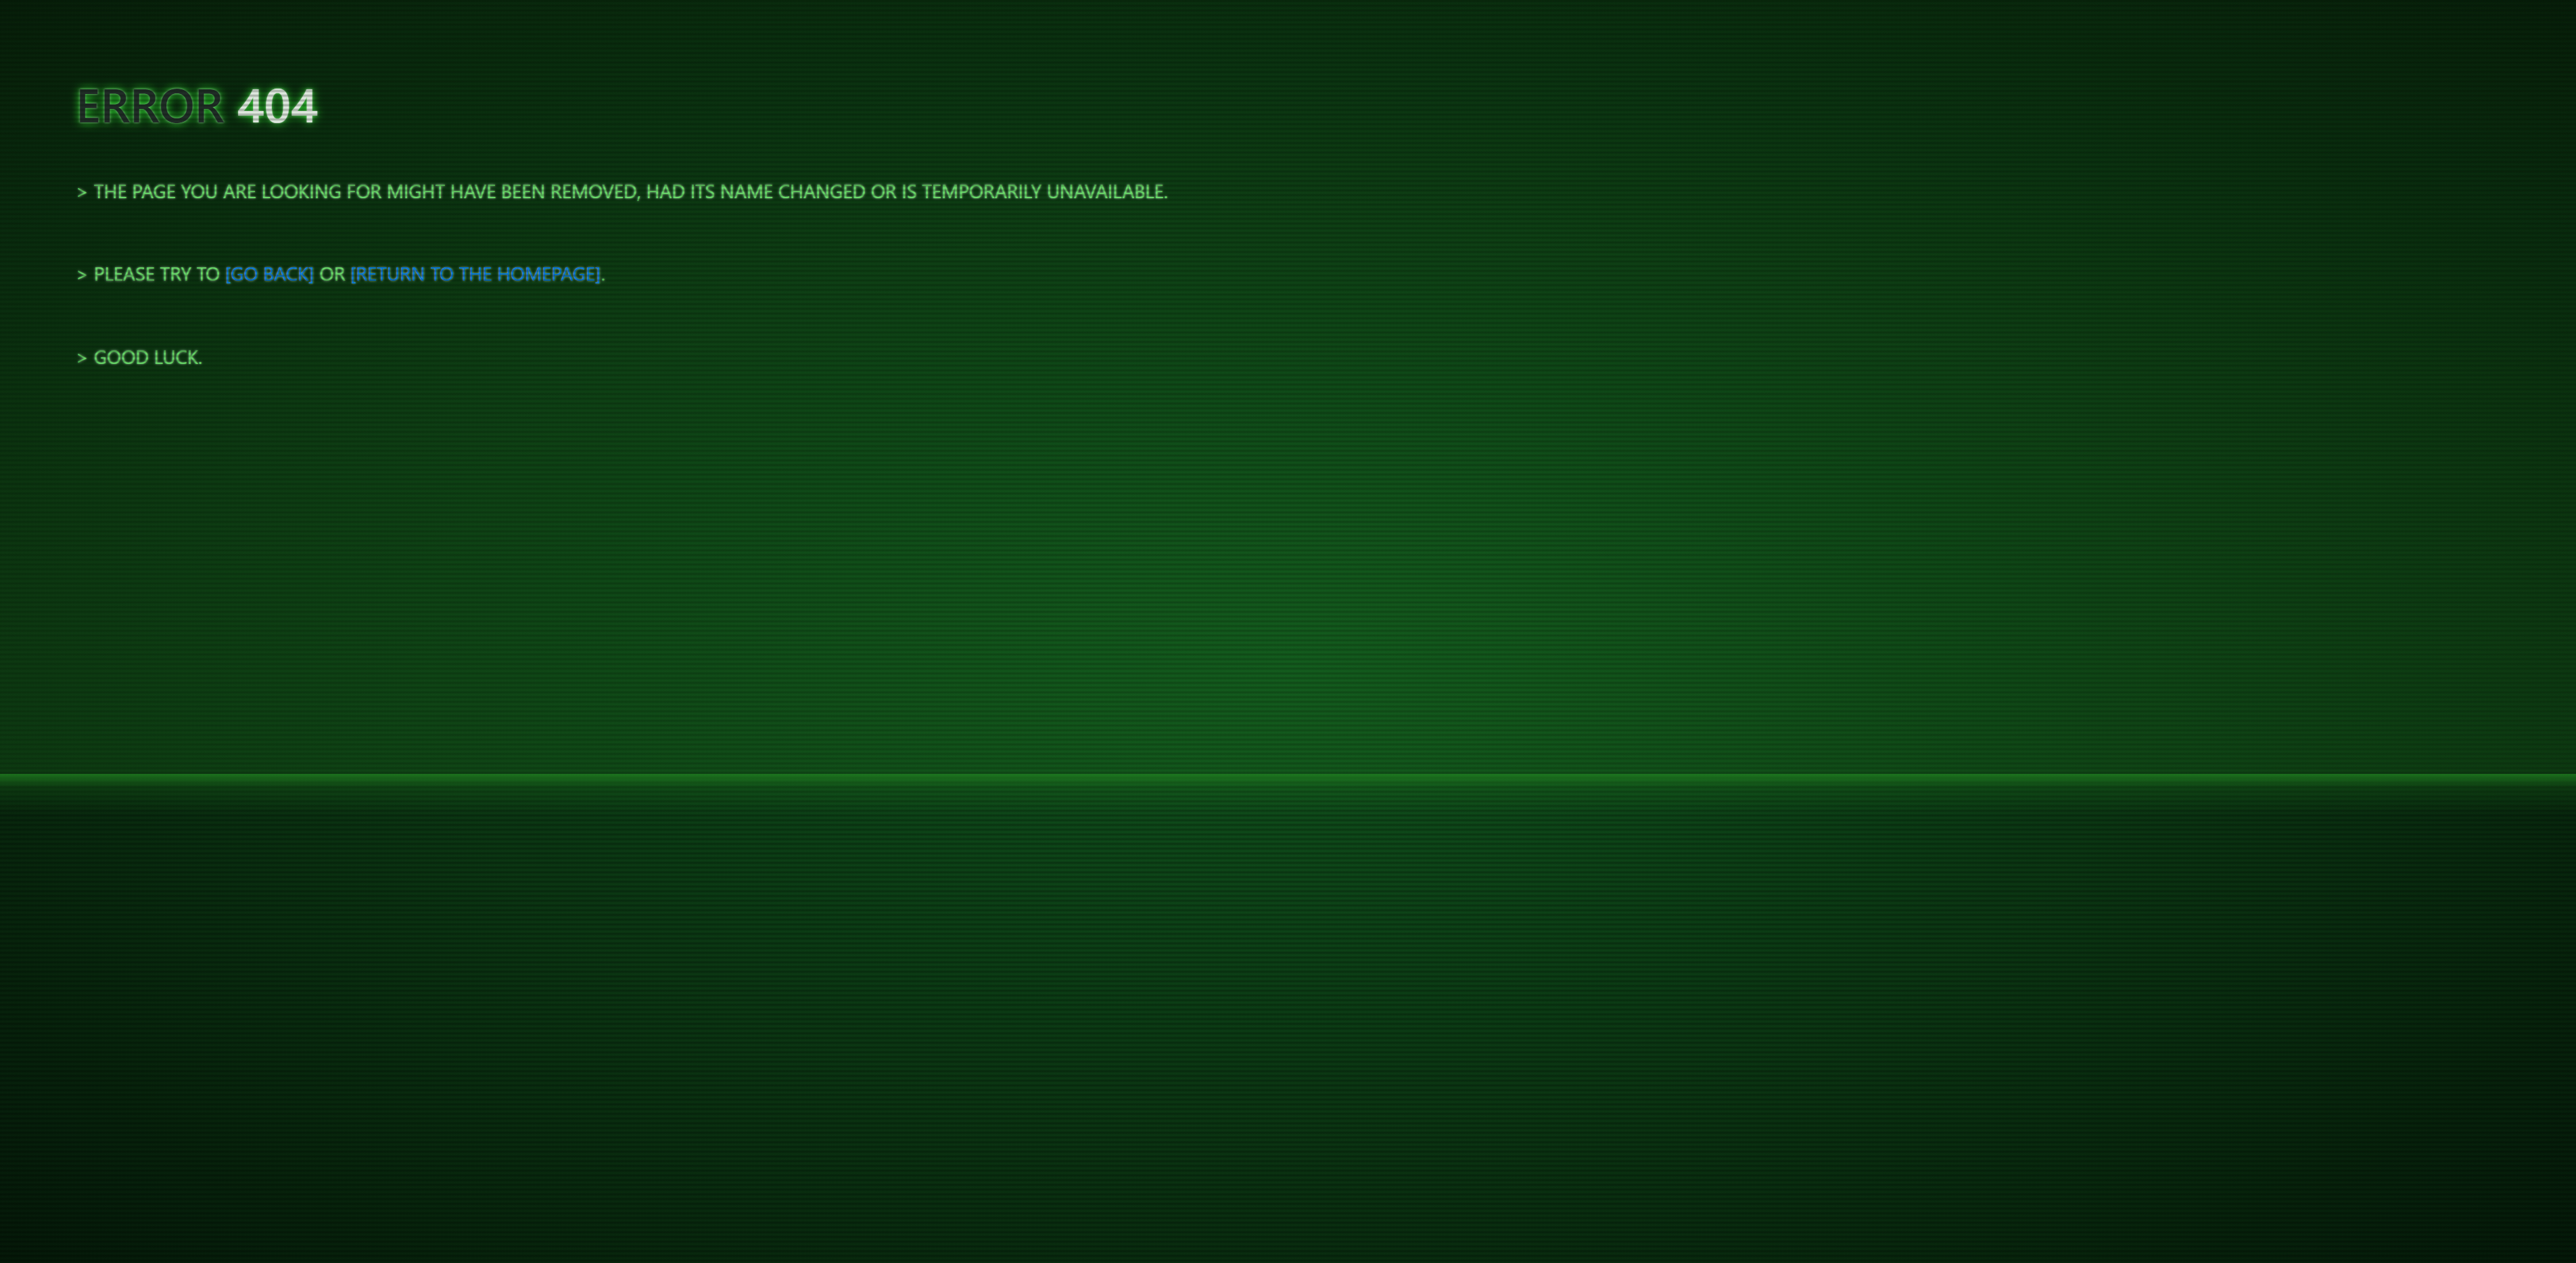 ERROR 404
> THE PAGE YOU ARE LOOKING FOR MIGHT HAVE BEEN REMOVED, HAD ITS NAME CHANGED OR IS TEMPORARILY UNAVAILABLE.
> PLEASE TRY TO [GO BACK] OR [RETURN TO THE HOMEPAGE].
> GOOD LUCK.